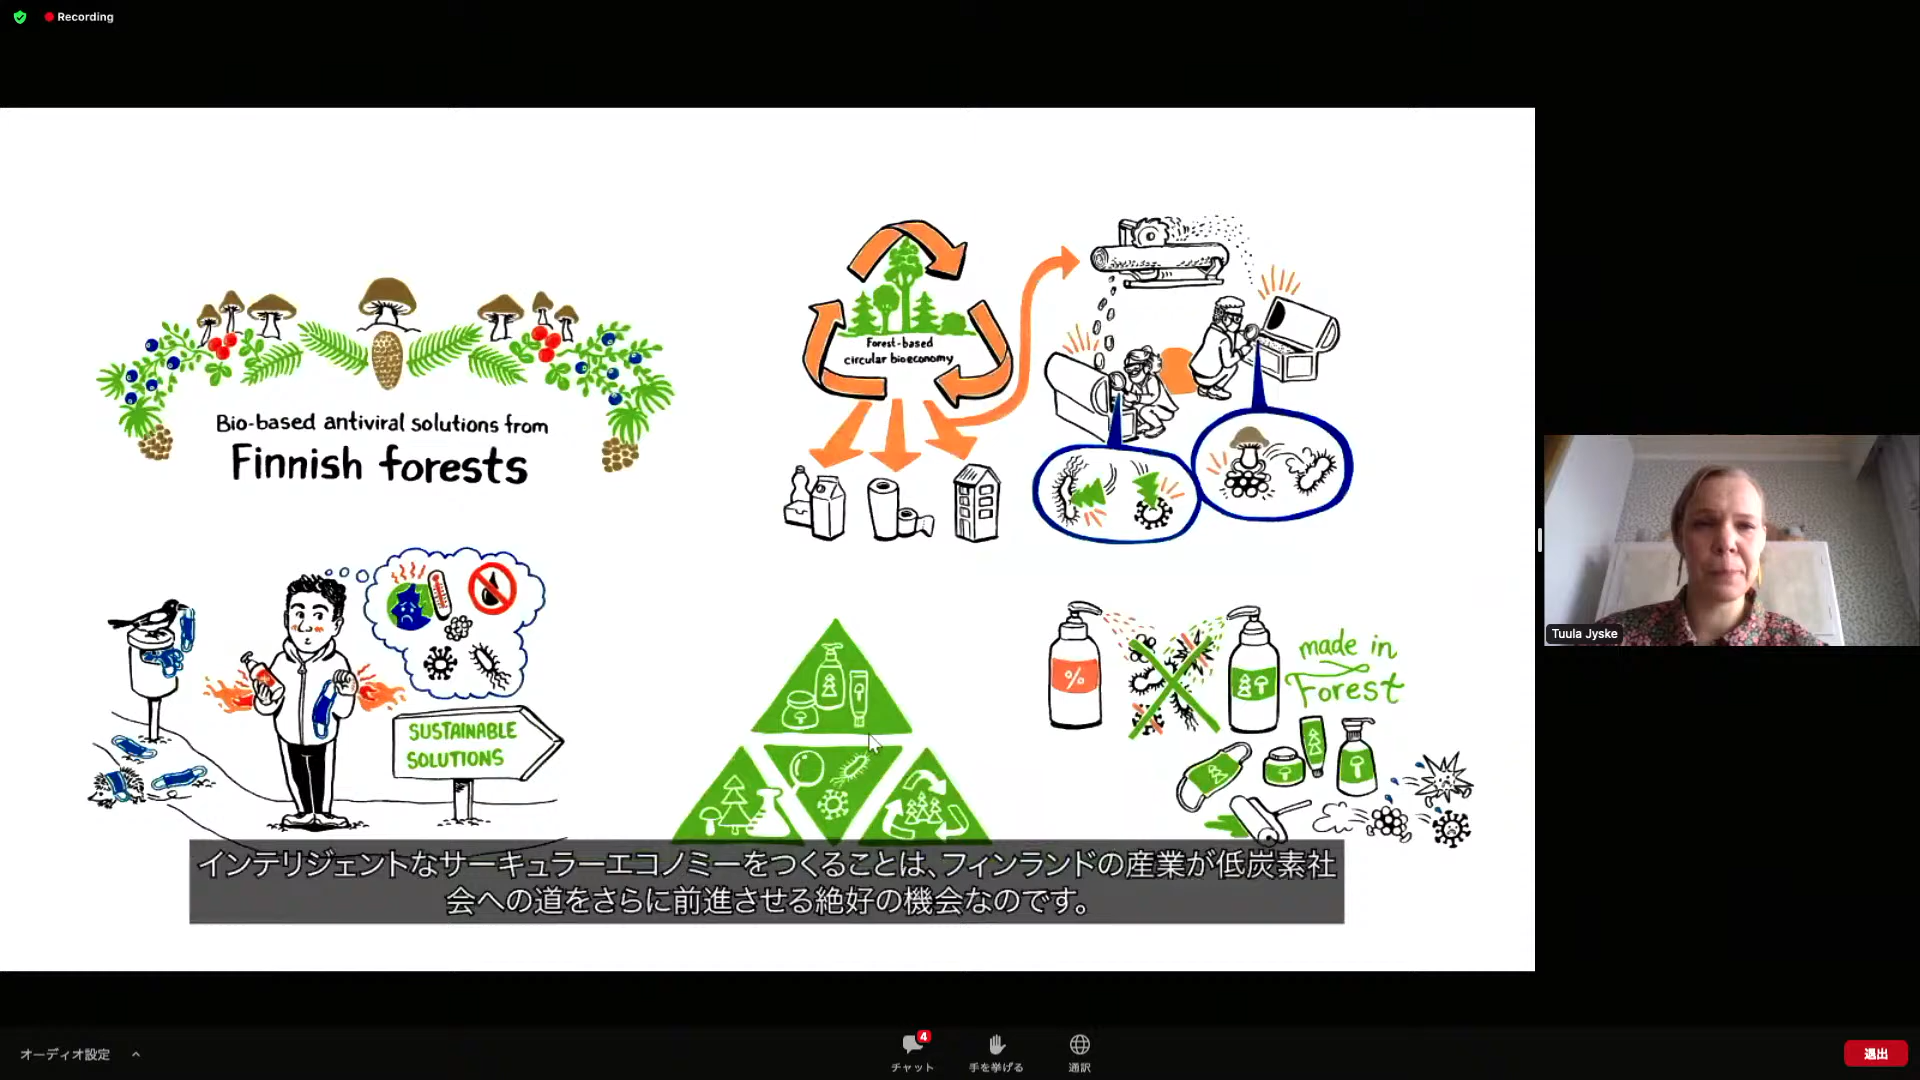 Recording
Bio-based antiviral solutions from
Finnish forests
Forest-based
circular bioeconomy
SUSTAINABLE
SOLUTIONS
%
made in
Forest
インテリジェントなサーキュラーエコノミーをつくることは、フィンランドの産業が低炭素社
会への道をさらに前進させる絶好の機会なのです。
Tuula Jyske
オーディオ設定
4
チャット
手を挙げる
通訳
退出